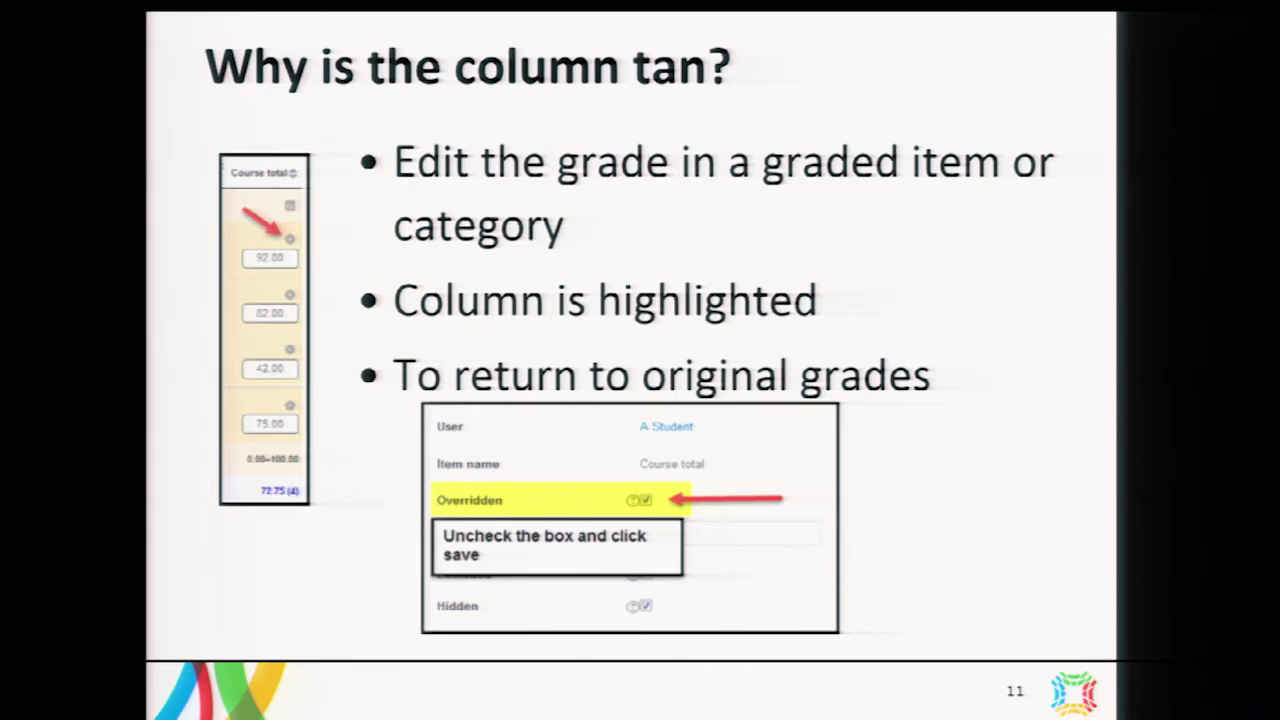 Why is the column tan?
• Edit the grade in a graded item or
category
• Column is highlighted
• To return to original grades
Course total
92.00
82.00
42.00
75.00
0.00–100.00
72.75 (4)
User A Student
Item name Course total
Overridden
Uncheck the box and click
save
Hidden
11